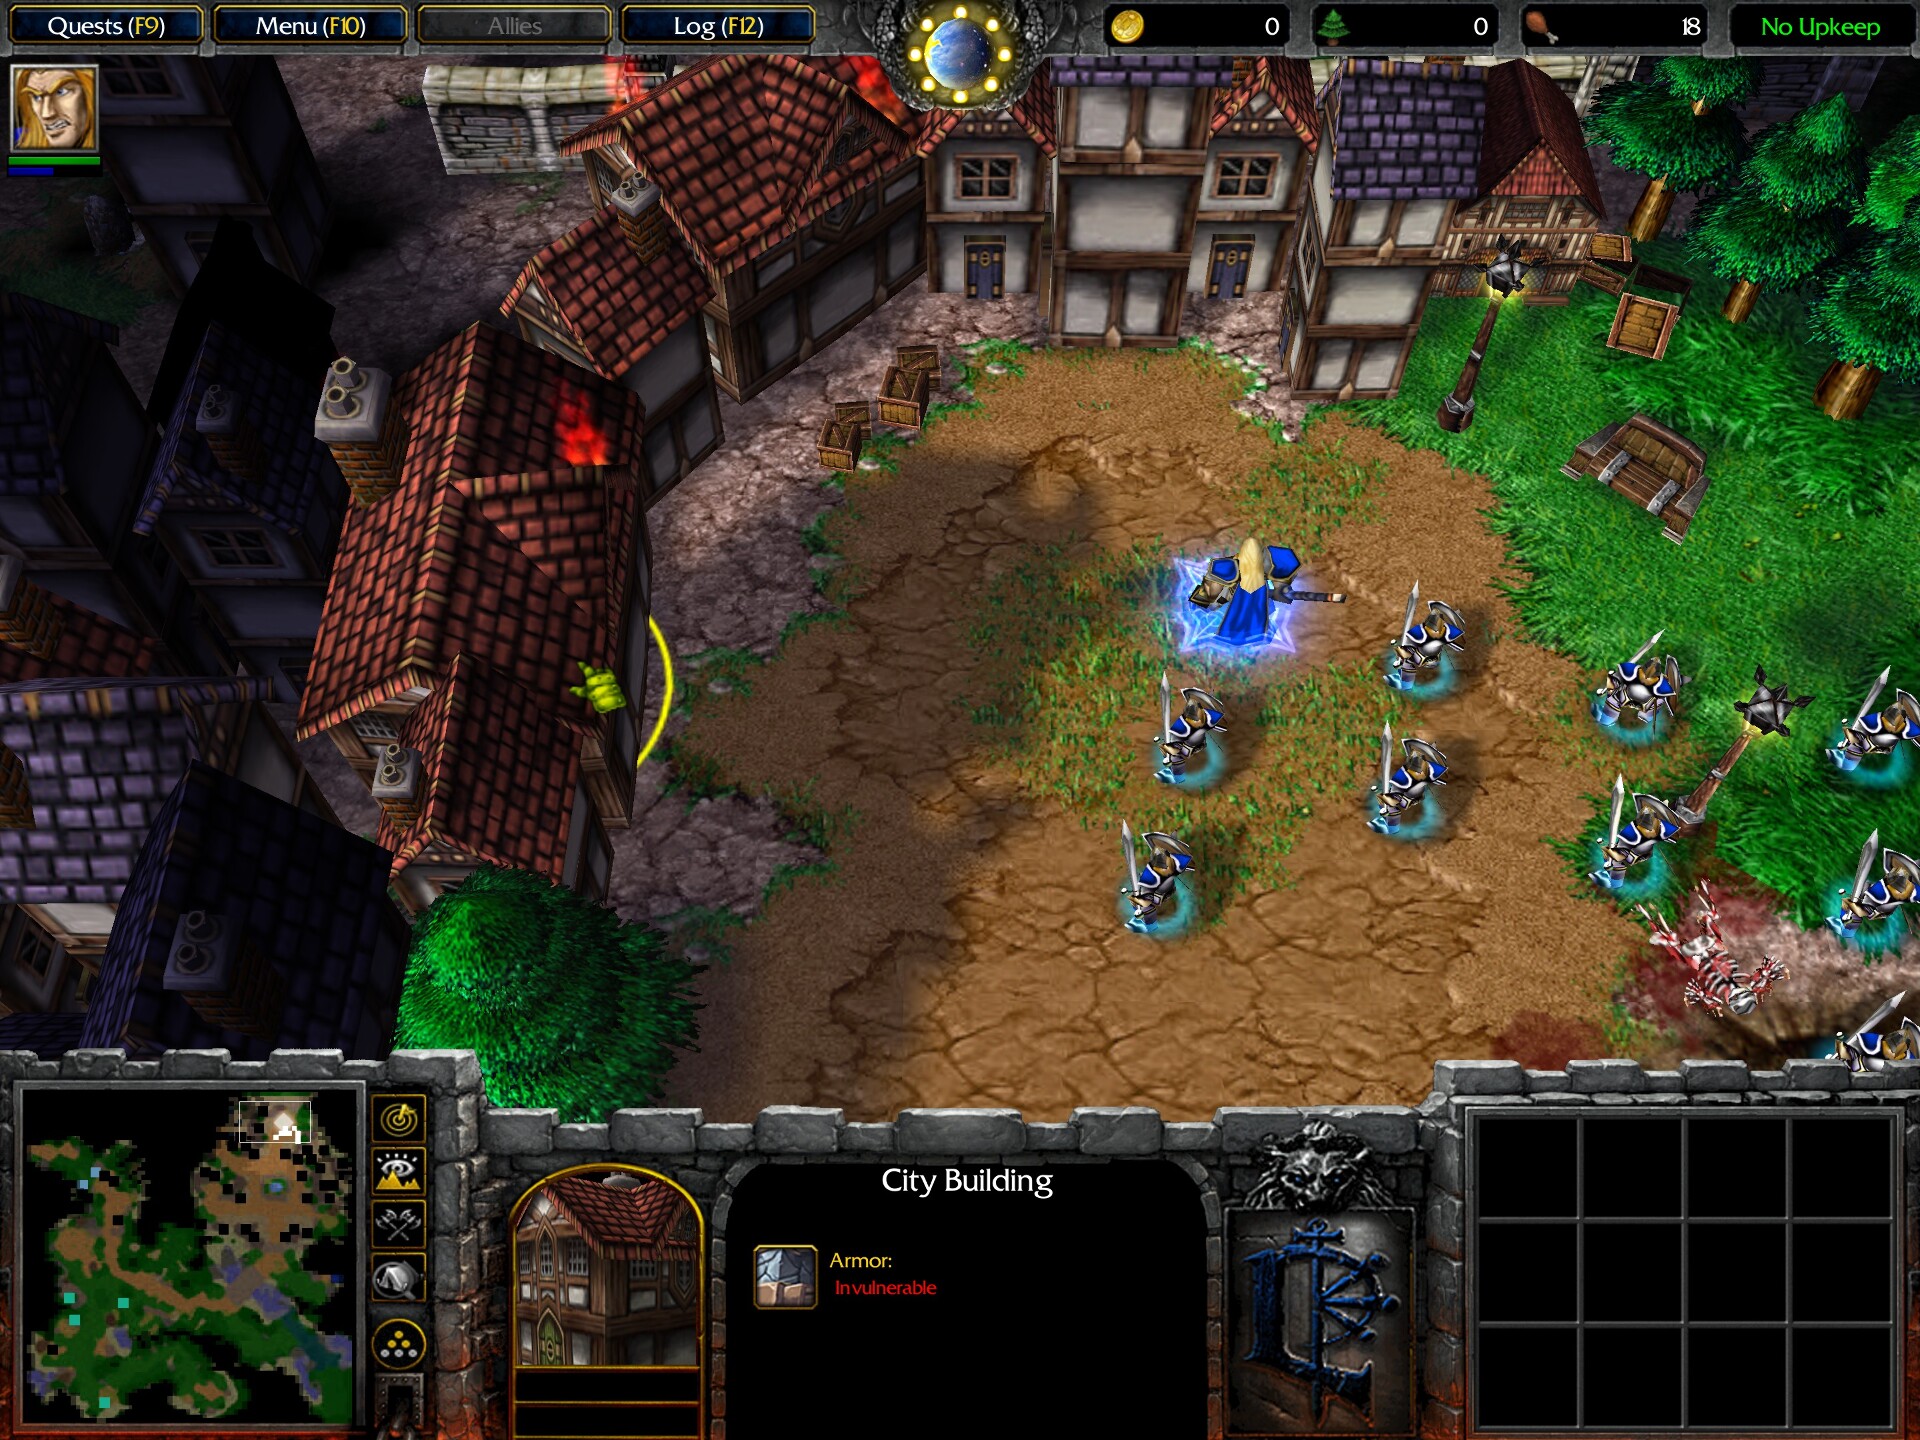 Quests (F9)
Menu (F10)
Allies
Log (F12)
0
0
18
No Upkeep
City Building
Armor:
Invulnerable